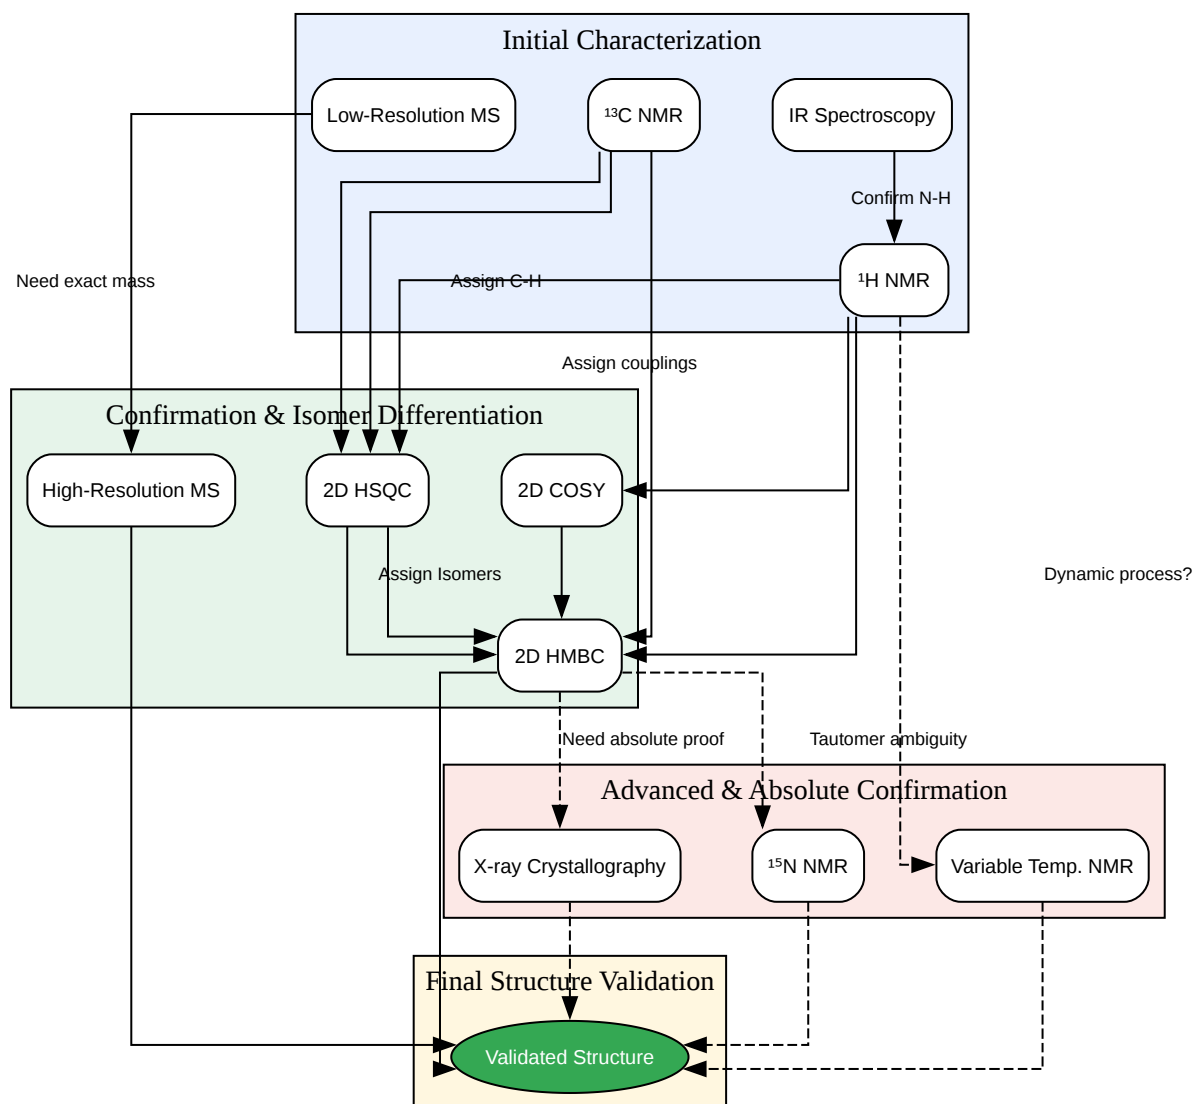 Initial Characterization
Low-Resolution MS
¹³C NMR
IR Spectroscopy
Confirm N-H
Need exact mass
Assign C-H
¹H NMR
Assign couplings
Confirmation & Isomer Differentiation
High-Resolution MS
2D HSQC
2D COSY
Assign Isomers
Dynamic process?
2D HMBC
Need absolute proof
Tautomer ambiguity
Advanced & Absolute Confirmation
X-ray Crystallography
¹⁵N NMR
Variable Temp. NMR
Final Structure Validation
Validated Structure